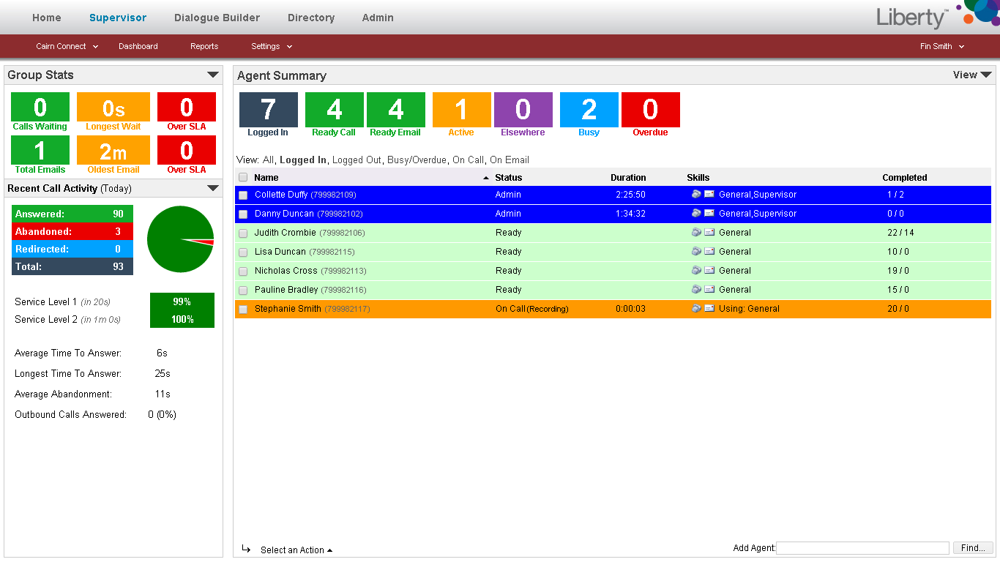 Home Supervisor Dialogue Builder Directory Admin
Liberty™
Cairn Connect Dashboard Reports Settings Fin Smith
Group Stats
0 0s 0
Calls Waiting Longest Wait Over SLA
1 2m 0
Total Emails Oldest Email Over SLA
Recent Call Activity (Today)
Answered: 90
Abandoned: 3
Redirected: 0
Total: 93
Service Level 1 (in 20s) 99%
Service Level 2 (in 1m 0s) 100%
Average Time To Answer: 6s
Longest Time To Answer: 25s
Average Abandonment: 11s
Outbound Calls Answered: 0 (0%)
Agent Summary View
7 4 4 1 0 2 0
Logged In Ready Call Ready Email Active Elsewhere Busy Overdue
View: All, Logged In, Logged Out, Busy/Overdue, On Call, On Email
Name Status Duration Skills Completed
Collette Duffy (799982109) Admin 2:25:50 General,Supervisor 1 / 2
Danny Duncan (799982102) Admin 1:34:32 General,Supervisor 0 / 0
Judith Crombie (799982106) Ready General 22 / 14
Lisa Duncan (799982115) Ready General 10 / 0
Nicholas Cross (799982113) Ready General 19 / 0
Pauline Bradley (799982116) Ready General 15 / 0
Stephanie Smith (799982117) On Call (Recording) 0:00:03 Using: General 20 / 0
Select an Action Add Agent: Find...